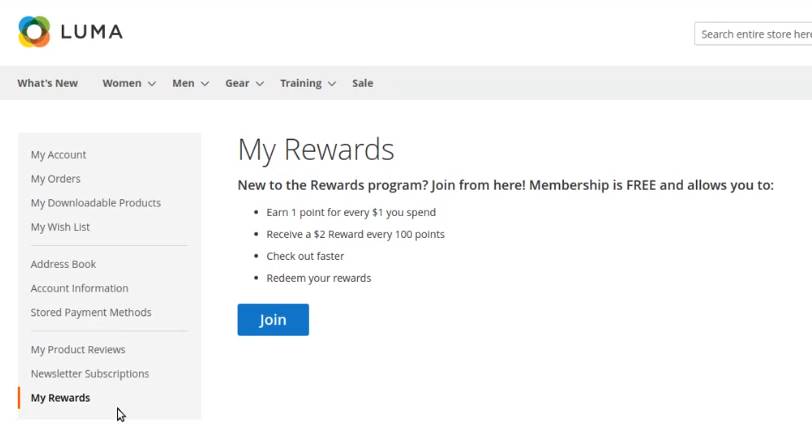 LUMA
Search entire store here
What's New Women Men Gear Training Sale
My Account
My Orders
My Downloadable Products
My Wish List
Address Book
Account Information
Stored Payment Methods
My Product Reviews
Newsletter Subscriptions
My Rewards
My Rewards
New to the Rewards program? Join from here! Membership is FREE and allows you to:
Earn 1 point for every $1 you spend
Receive a $2 Reward every 100 points
Check out faster
Redeem your rewards
Join